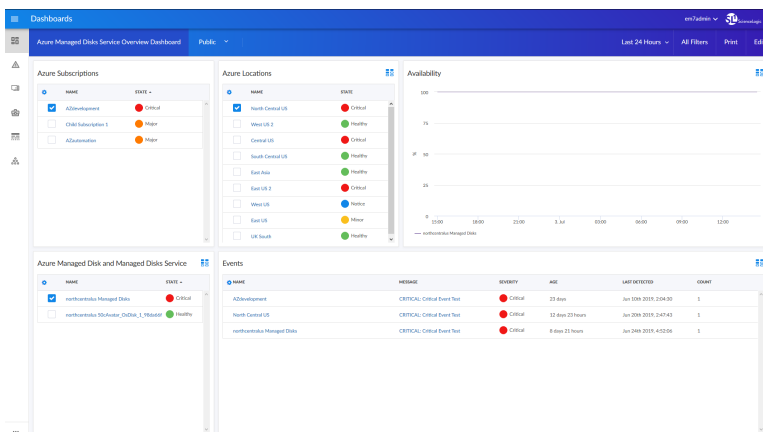 Dashboards
em7admin
ScienceLogic
Azure Managed Disks Service Overview Dashboard
Public
Last 24 Hours
All Filters
Print
Edi
Azure Subscriptions
NAME STATE
AZdevelopment Critical
Child Subscription 1 Major
AZautomation Major
Azure Locations
NAME STATE
North Central US Critical
West US 2 Healthy
Central US Critical
South Central US Healthy
East Asia Healthy
East US 2 Critical
West US Notice
East US Minor
UK South Healthy
Availability
100
75
%
50
25
0
15:00 18:00 21:00 3. Jul 03:00 06:00 09:00 12:00
northcentralus Managed Disks
Azure Managed Disk and Managed Disks Service
NAME STATE
northcentralus Managed Disks Critical
Healthy
Events
NAME MESSAGE SEVERITY AGE LAST DETECTED COUNT
AZdevelopment CRITICAL: Critical Event Test Critical 23 days Jun 10th 2019, 2:04:30 1
North Central US CRITICAL: Critical Event Test Critical 12 days 23 hours Jun 20th 2019, 2:47:43 1
northcentralus Managed Disks CRITICAL: Critical Event Test Critical 8 days 21 hours Jun 24th 2019, 4:52:06 1